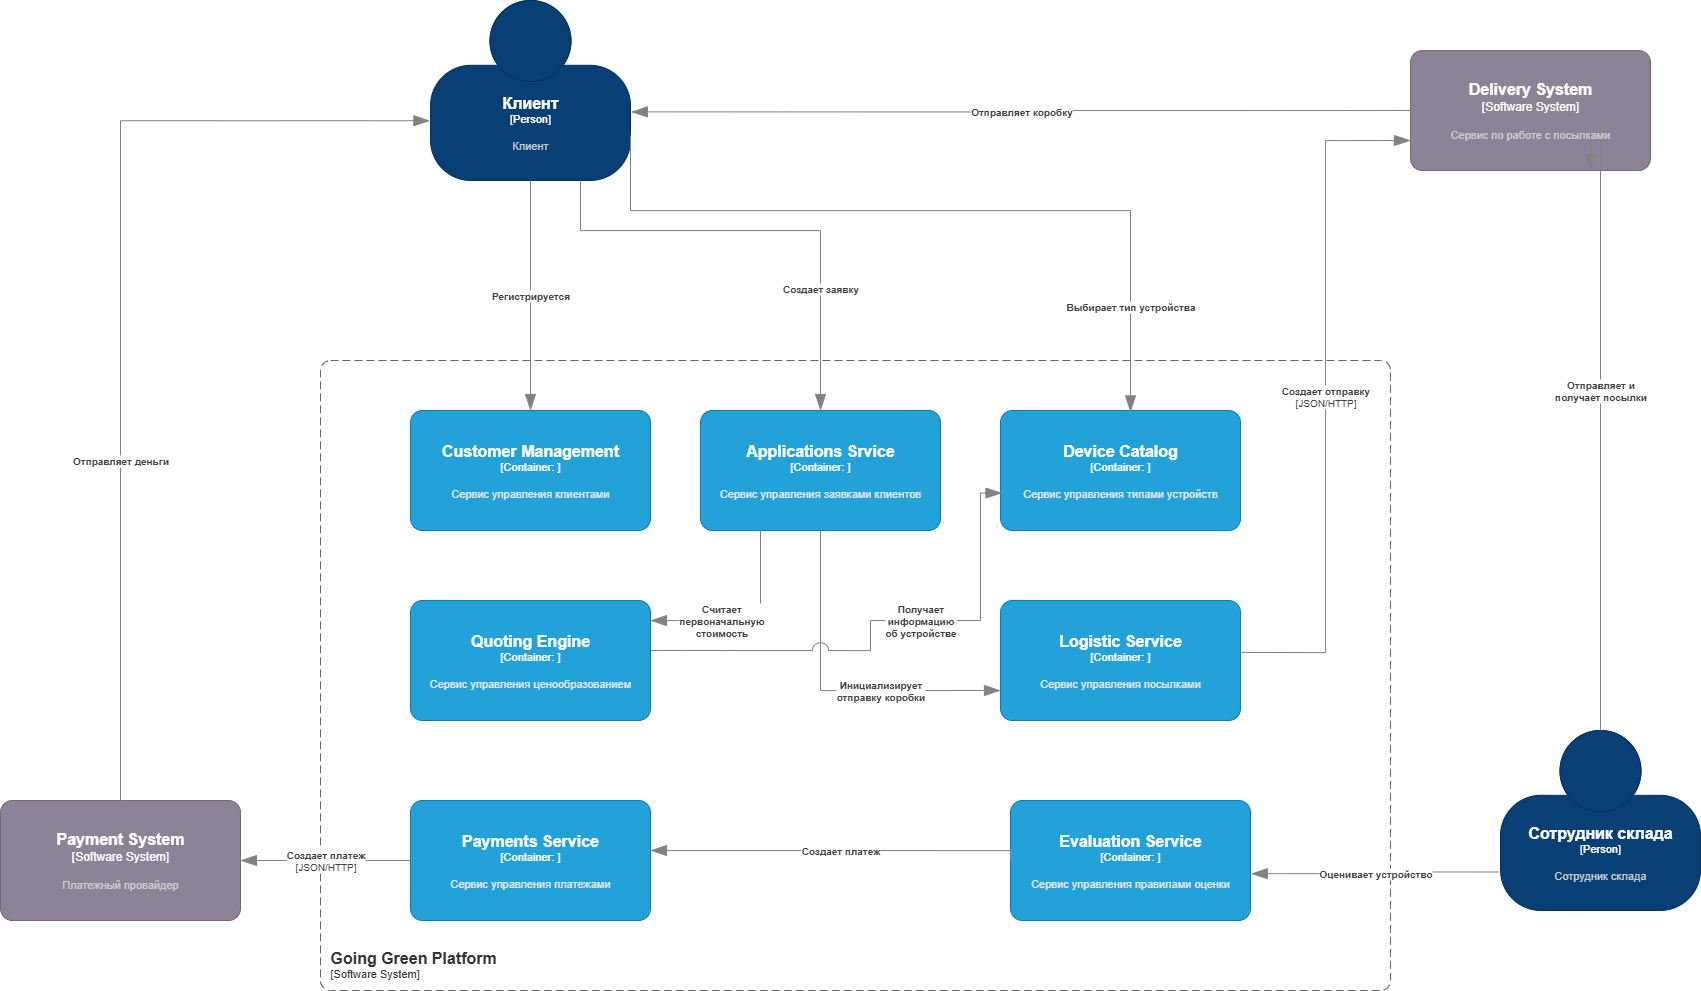 Клиент
[Person]
Клиент
Delivery System
[Software System]
Сервис по работе с посылками
Отправляет коробку
Регистрируется
Создает заявку
Выбирает тип устройства
Создает отправку
[JSON/HTTP]
Отправляет и
получает посылки
Отправляет деньги
Customer Management
[Container: ]
Сервис управления клиентами
Applications Srvice
[Container: ]
Сервис управления заявками клиентов
Device Catalog
[Container: ]
Сервис управления типами устройств
Считает
первоначальную
стоимость
Получает
информацию
об устройстве
Quoting Engine
[Container: ]
Сервис управления ценообразованием
Logistic Service
[Container: ]
Сервис управления посылками
Инициализирует
отправку коробки
Payment System
[Software System]
Платежный провайдер
Создает платеж
[JSON/HTTP]
Payments Service
[Container: ]
Сервис управления платежами
Создает платеж
Evaluation Service
[Container: ]
Сервис управления правилами оценки
Оценивает устройство
Сотрудник склада
[Person]
Сотрудник склада
Going Green Platform
[Software System]